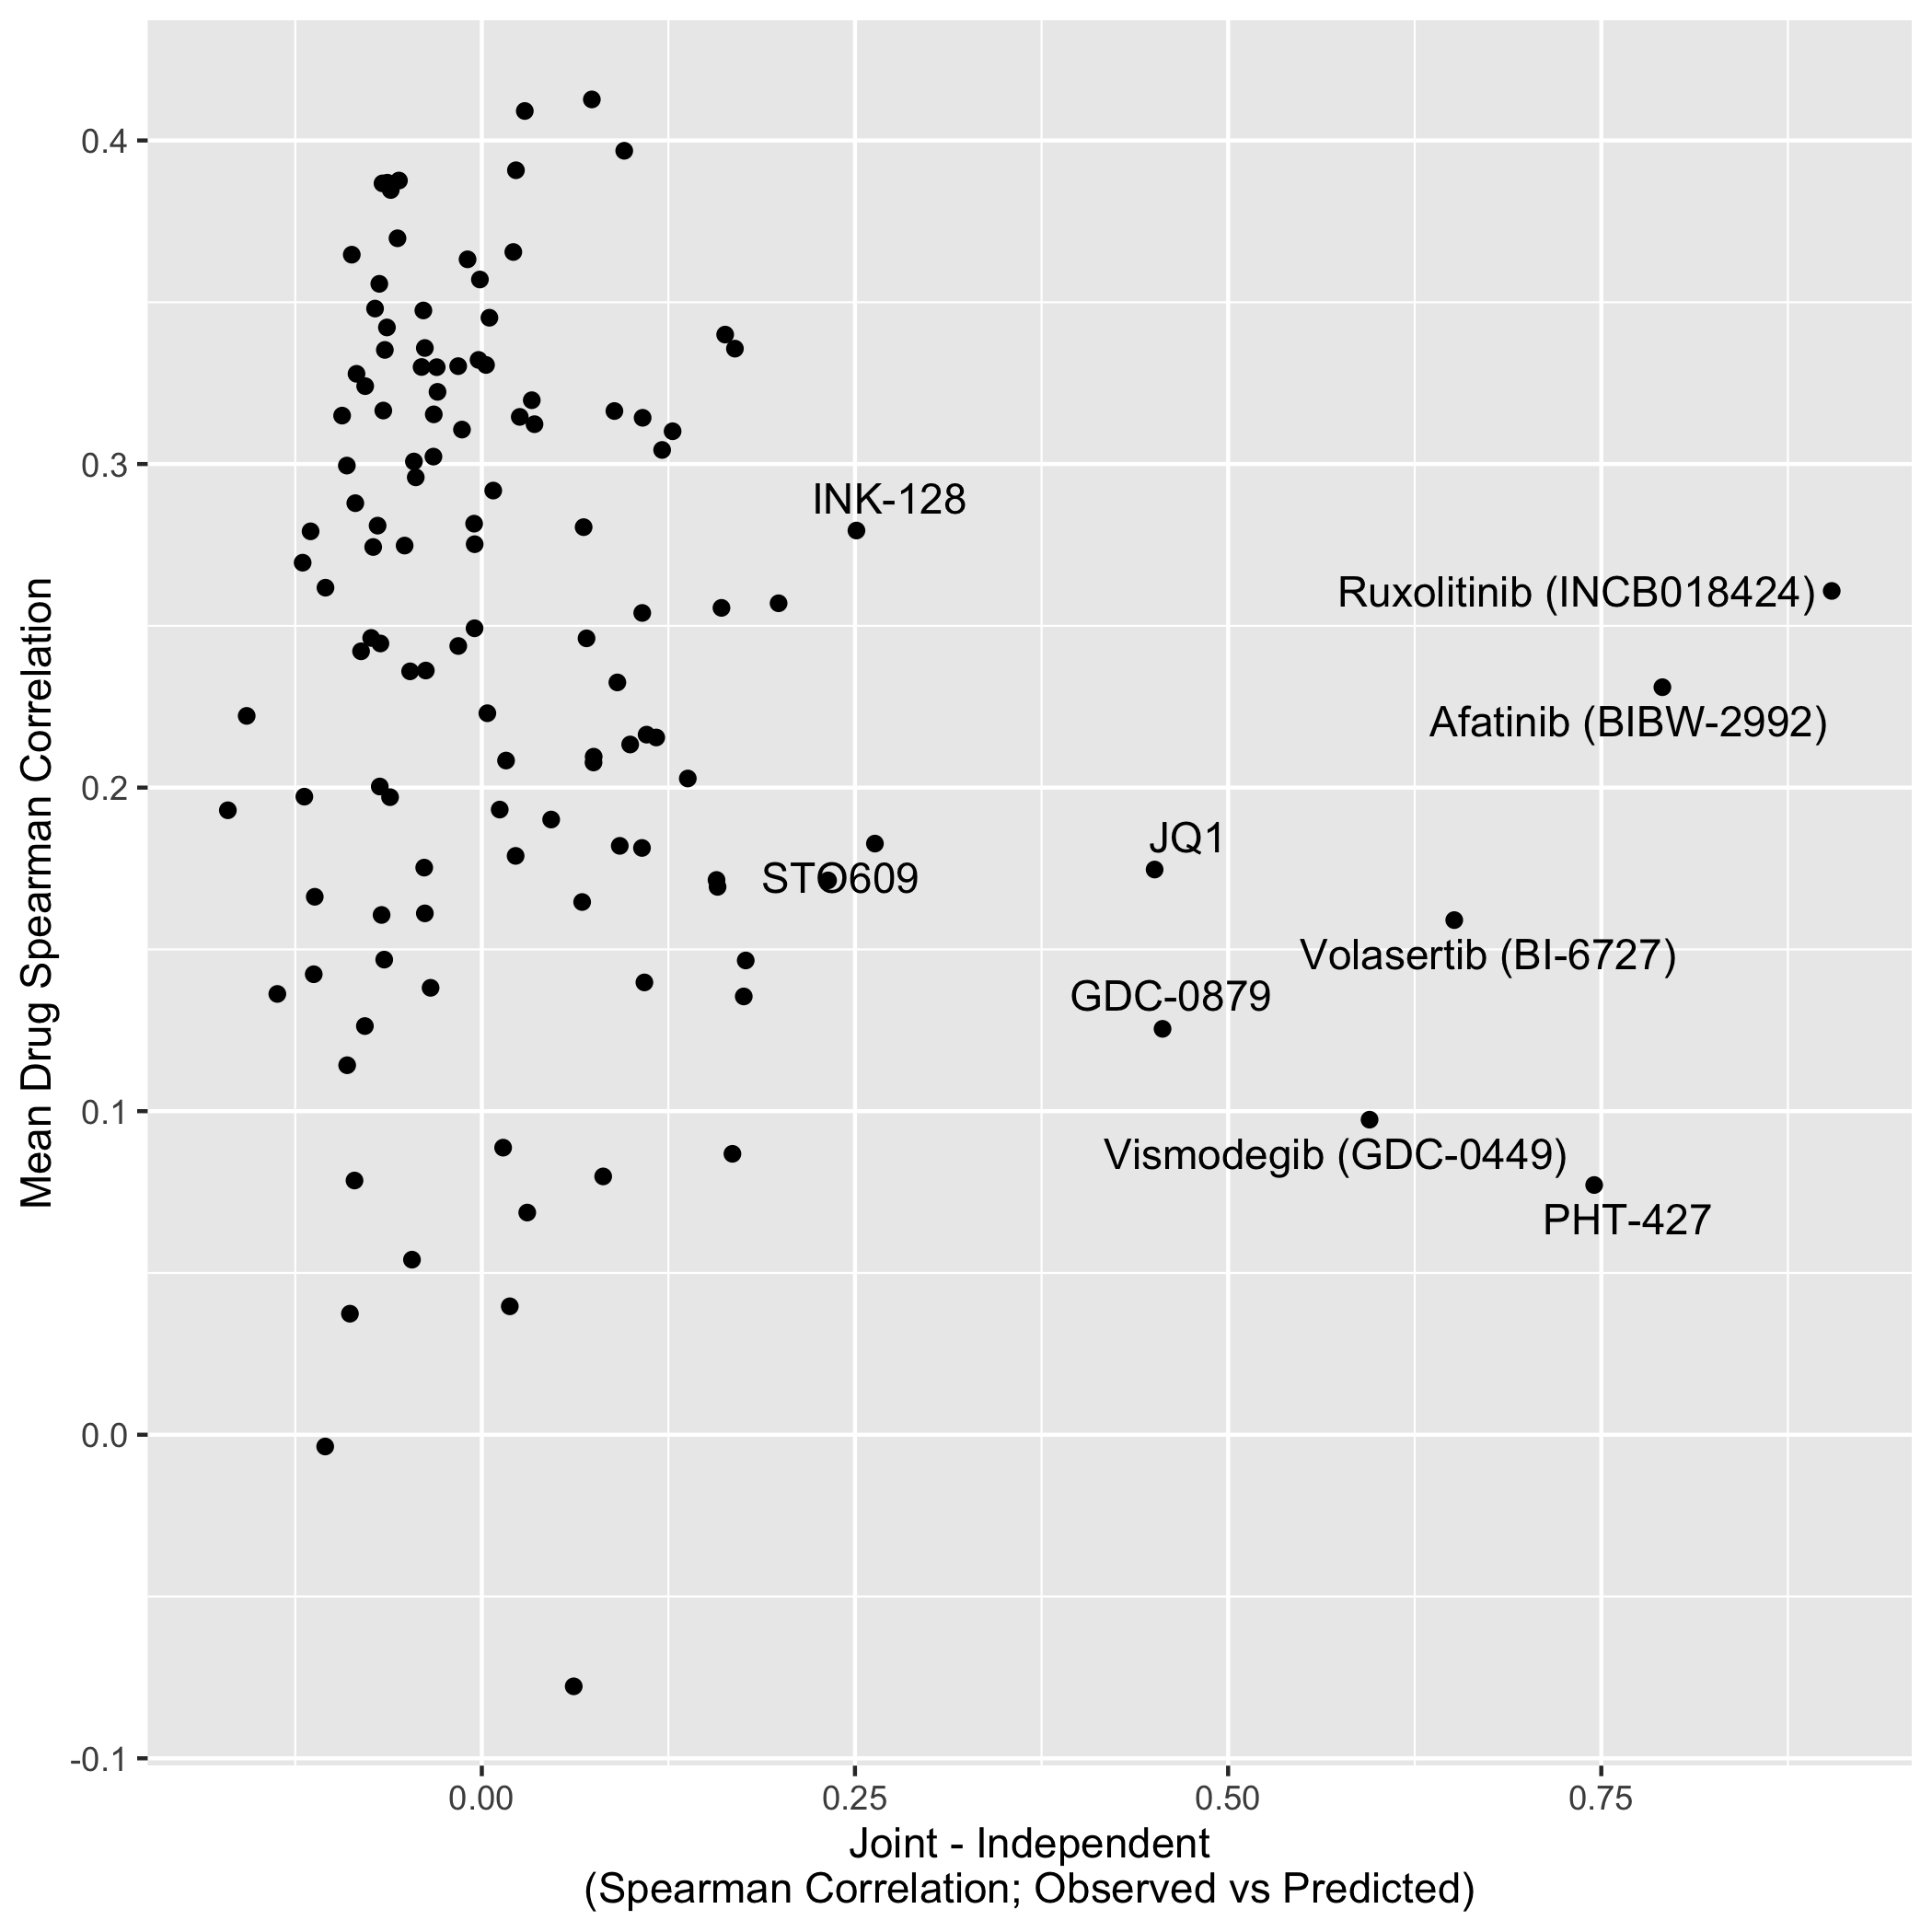 0.4
0.3
0.2
0.1
0.0
-0.1
Mean Drug Spearman Correlation
INK-128
Ruxolitinib (INCB018424)
Afatinib (BIBW-2992)
JQ1
STO609
Volasertib (BI-6727)
GDC-0879
Vismodegib (GDC-0449)
PHT-427
0.00 0.25 0.50 0.75
Joint - Independent
(Spearman Correlation; Observed vs Predicted)